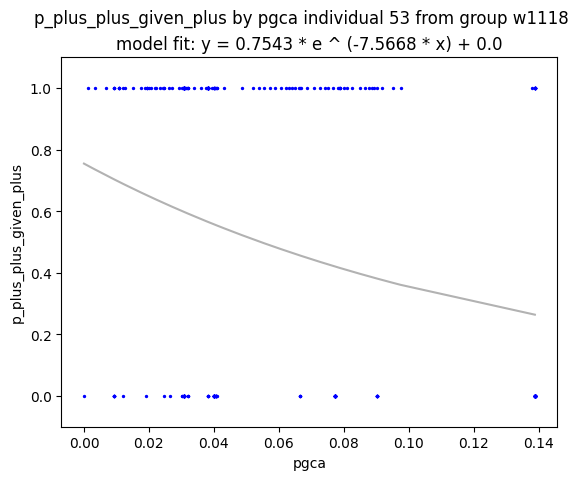 p_plus_plus_given_plus by pgca individual 53 from group w1118
model fit: y = 0.7543 * e ^ (-7.5668 * x) + 0.0
1.0
0.8
0.6
0.4
0.2
0.0
p_plus_plus_given_plus
0.00 0.02 0.04 0.06 0.08 0.10 0.12 0.14
pgca